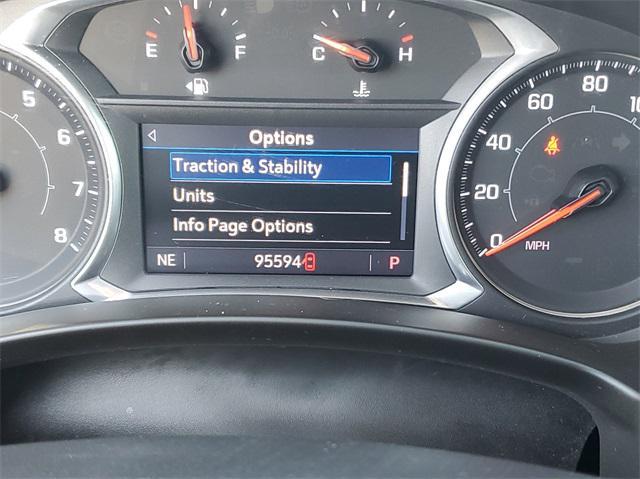 E F
C H
Options
Traction & Stability
Units
Info Page Options
NE 95594 P
5
6
7
8
0
20
40
60
80
MPH